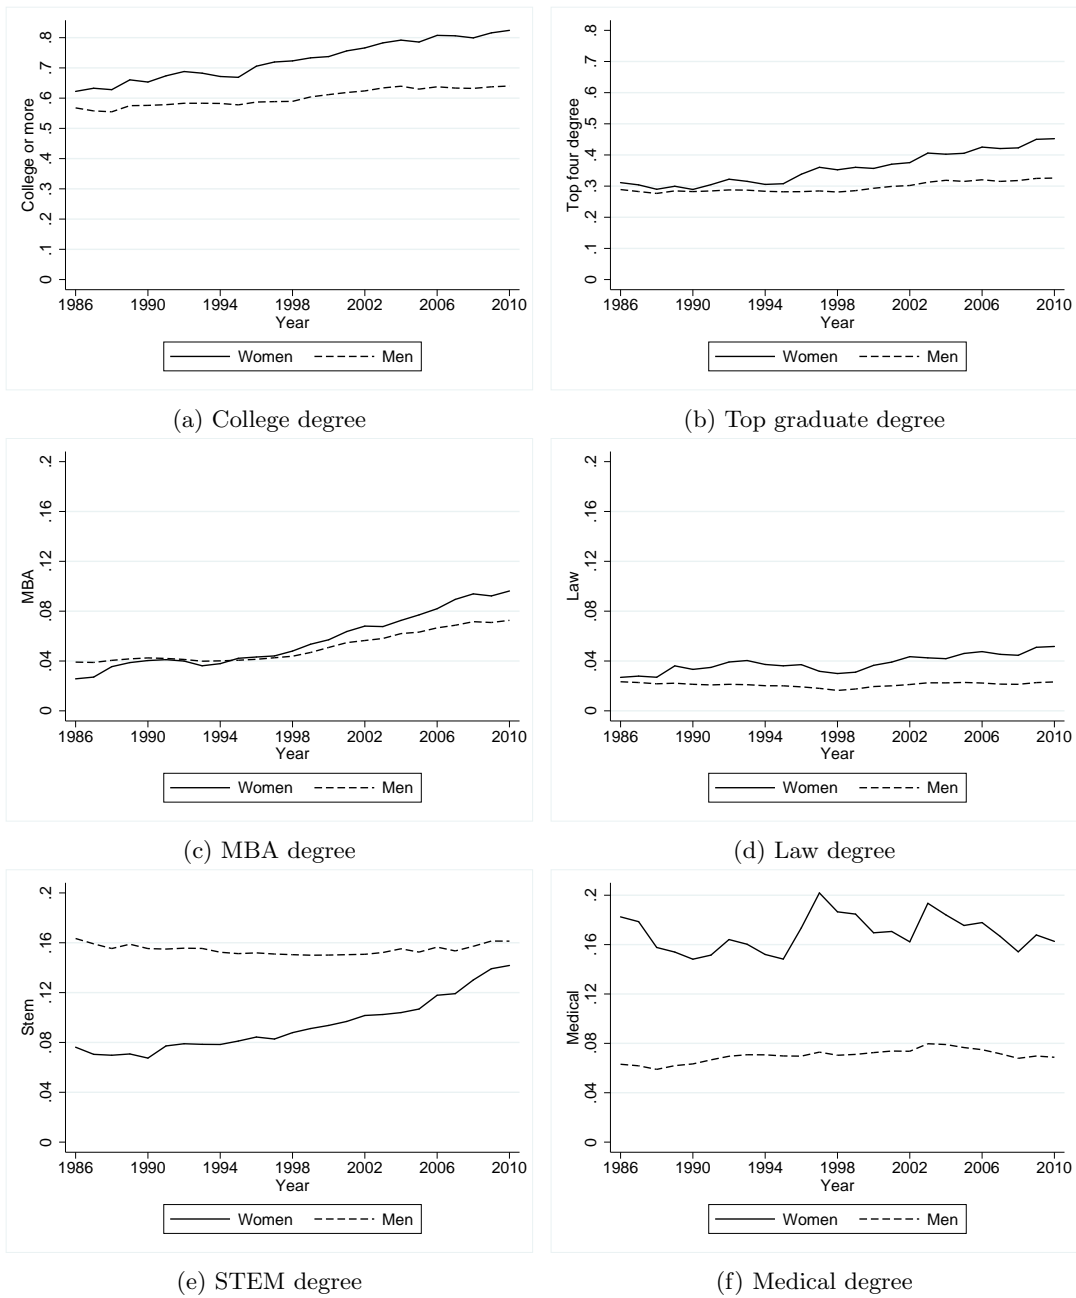 College or more
0 .1 .2 .3 .4 .5 .6 .7 .8
1986 1990 1994 1998 2002 2006 2010
Year
Women Men
(a) College degree
Top four degree
0 .1 .2 .3 .4 .5 .6 .7 .8
1986 1990 1994 1998 2002 2006 2010
Year
Women Men
(b) Top graduate degree
MBA
0 .04 .08 .12 .16 .2
1986 1990 1994 1998 2002 2006 2010
Year
Women Men
(c) MBA degree
Law
0 .04 .08 .12 .16 .2
1986 1990 1994 1998 2002 2006 2010
Year
Women Men
(d) Law degree
Stem
0 .04 .08 .12 .16 .2
1986 1990 1994 1998 2002 2006 2010
Year
Women Men
(e) STEM degree
Medical
0 .04 .08 .12 .16 .2
1986 1990 1994 1998 2002 2006 2010
Year
Women Men
(f) Medical degree